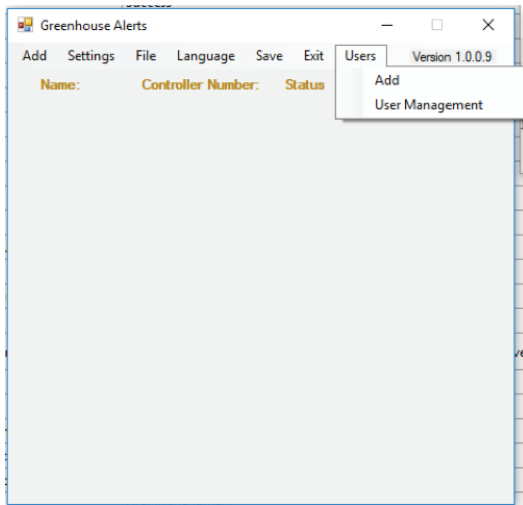 Greenhouse Alerts
Add Settings File Language Save Exit Users Version 1.0.0.9
Name: Controller Number: Status
Add
User Management